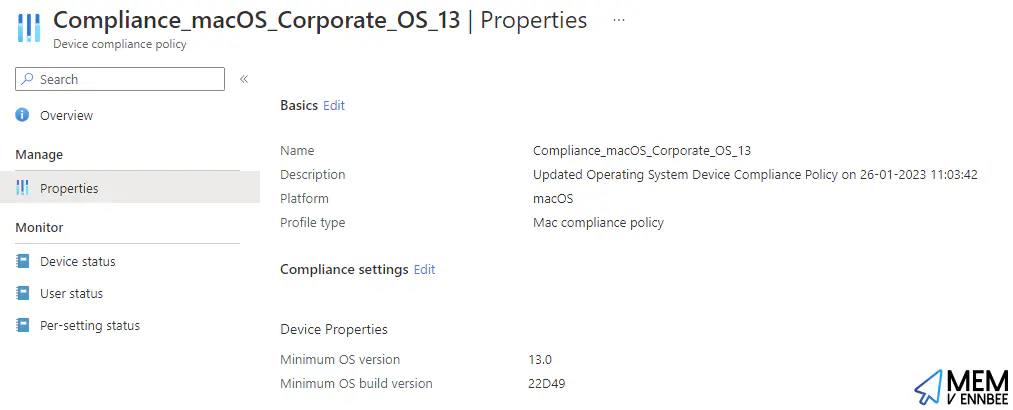 Compliance_macOS_Corporate_OS_13 | Properties ...
Device compliance policy
Search
«
Overview
Manage
Properties
Monitor
Device status
User status
Per-setting status
Basics Edit
Name Compliance_macOS_Corporate_OS_13
Description Updated Operating System Device Compliance Policy on 26-01-2023 11:03:42
Platform macOS
Profile type Mac compliance policy
Compliance settings Edit
Device Properties
Minimum OS version 13.0
Minimum OS build version 22D49
MEM
V ENNBEE